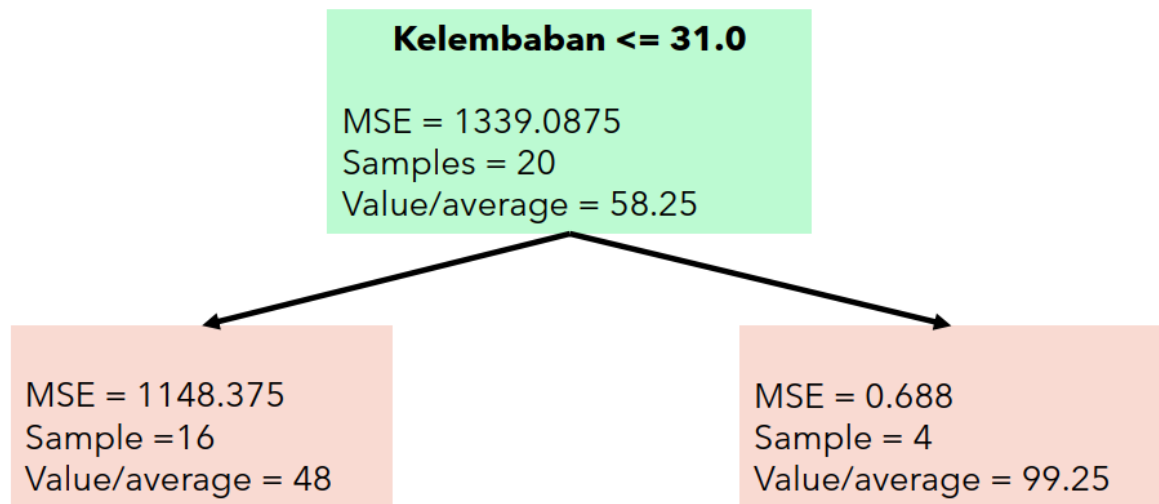 Kelembaban <= 31.0
MSE = 1339.0875
Samples = 20
Value/average = 58.25
MSE = 1148.375
Sample =16
Value/average = 48
MSE = 0.688
Sample = 4
Value/average = 99.25